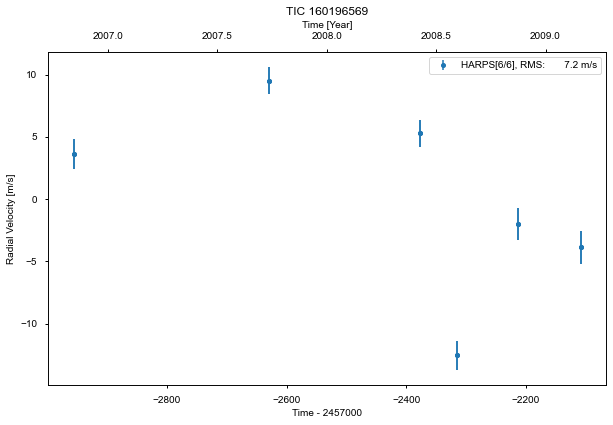 TIC 160196569
Time [Year]
2007.0 2007.5 2008.0 2008.5 2009.0
HARPS[6/6], RMS: 7.2 m/s
10
5
0
−5
−10
Radial Velocity [m/s]
−2800 −2600 −2400 −2200
Time - 2457000